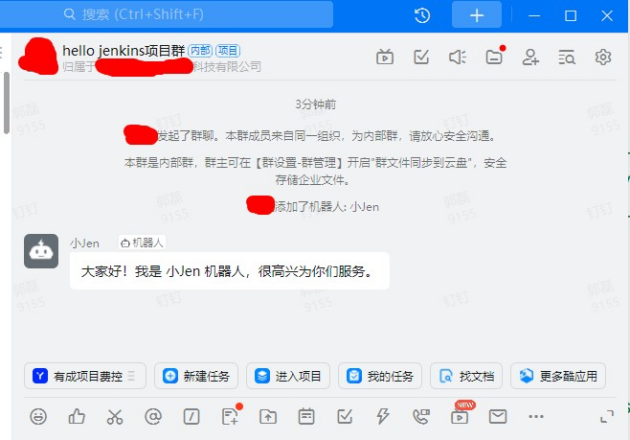 搜索 (Ctrl+Shift+F)
hello jenkins项目群 内部 项目
归属于 科技有限公司
3分钟前
发起了群聊。本群成员来自同一组织，为内部群，请放心安全沟通。
本群是内部群，群主可在【群设置-群管理】开启"群文件同步到云盘"，安全
存储企业文件。
添加了机器人: 小Jen
小Jen 机器人
大家好！我是 小Jen 机器人，很高兴为你们服务。
有成项目费控 新建任务 进入项目 我的任务 找文档 更多酷应用
NEW
钉钉
9155